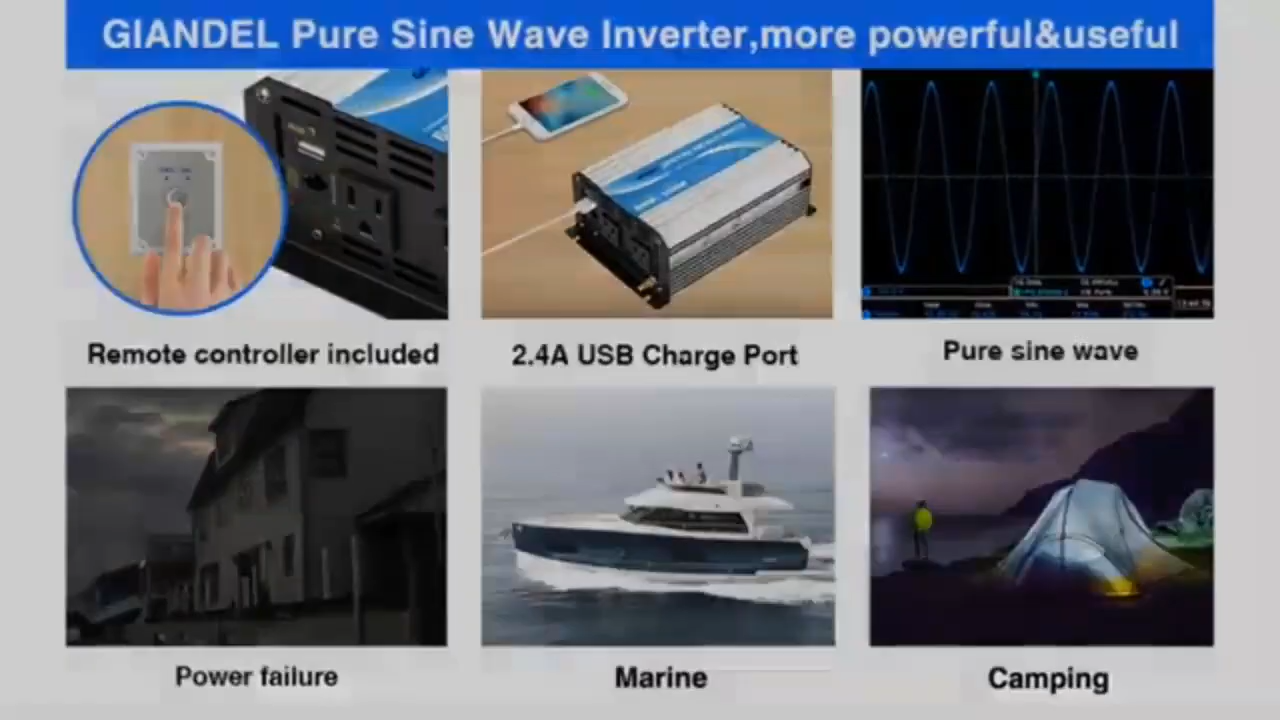 GIANDEL Pure Sine Wave Inverter,more powerful&useful
Remote controller included
2.4A USB Charge Port
Pure sine wave
Power failure
Marine
Camping